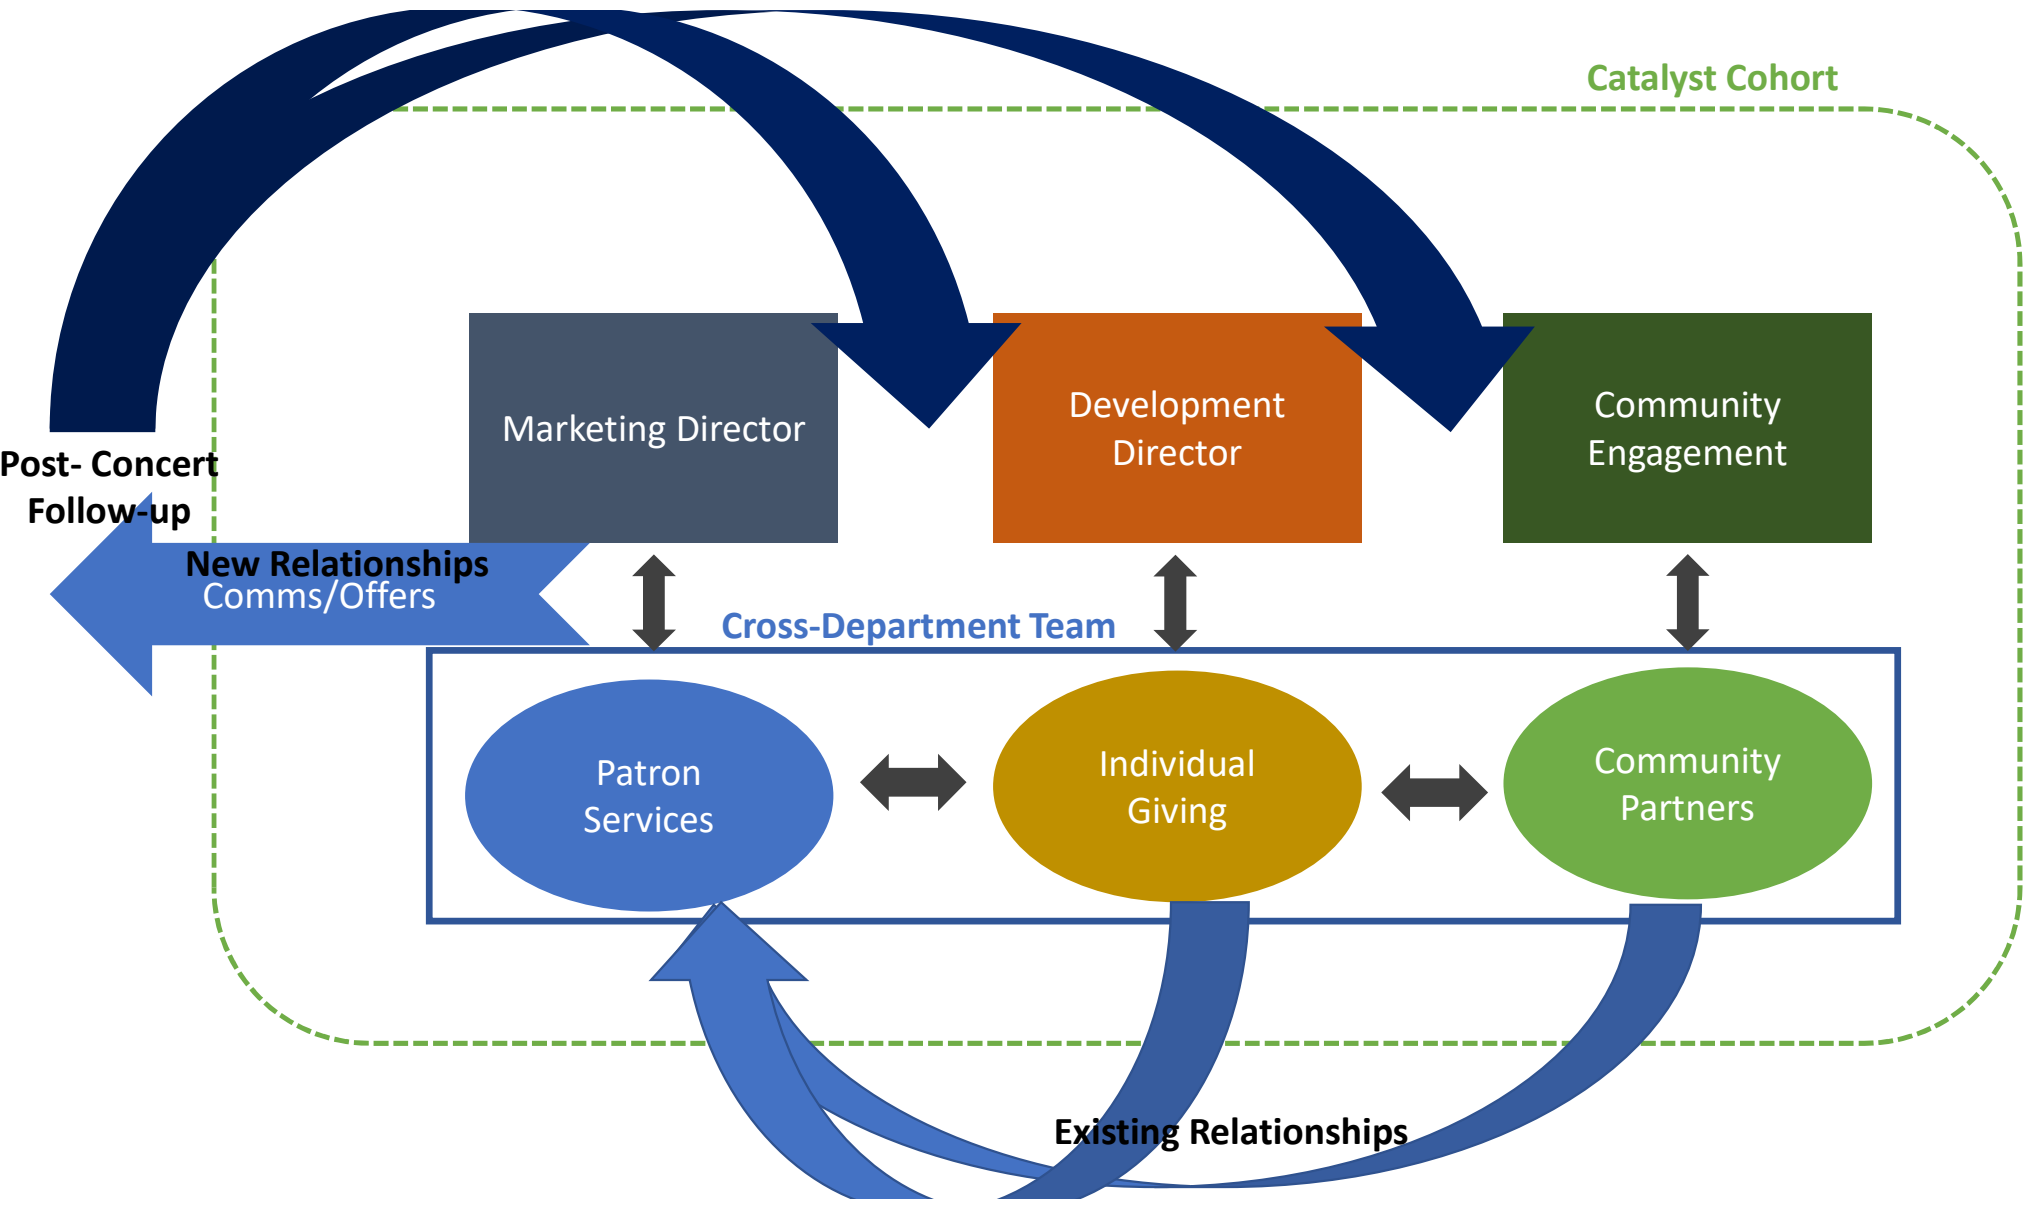 Catalyst Cohort
Marketing Director
Development
Director
Community
Engagement
Post- Concert
Follow-up
New Relationships
Comms/Offers
Cross-Department Team
Patron
Services
Individual
Giving
Community
Partners
Existing Relationships